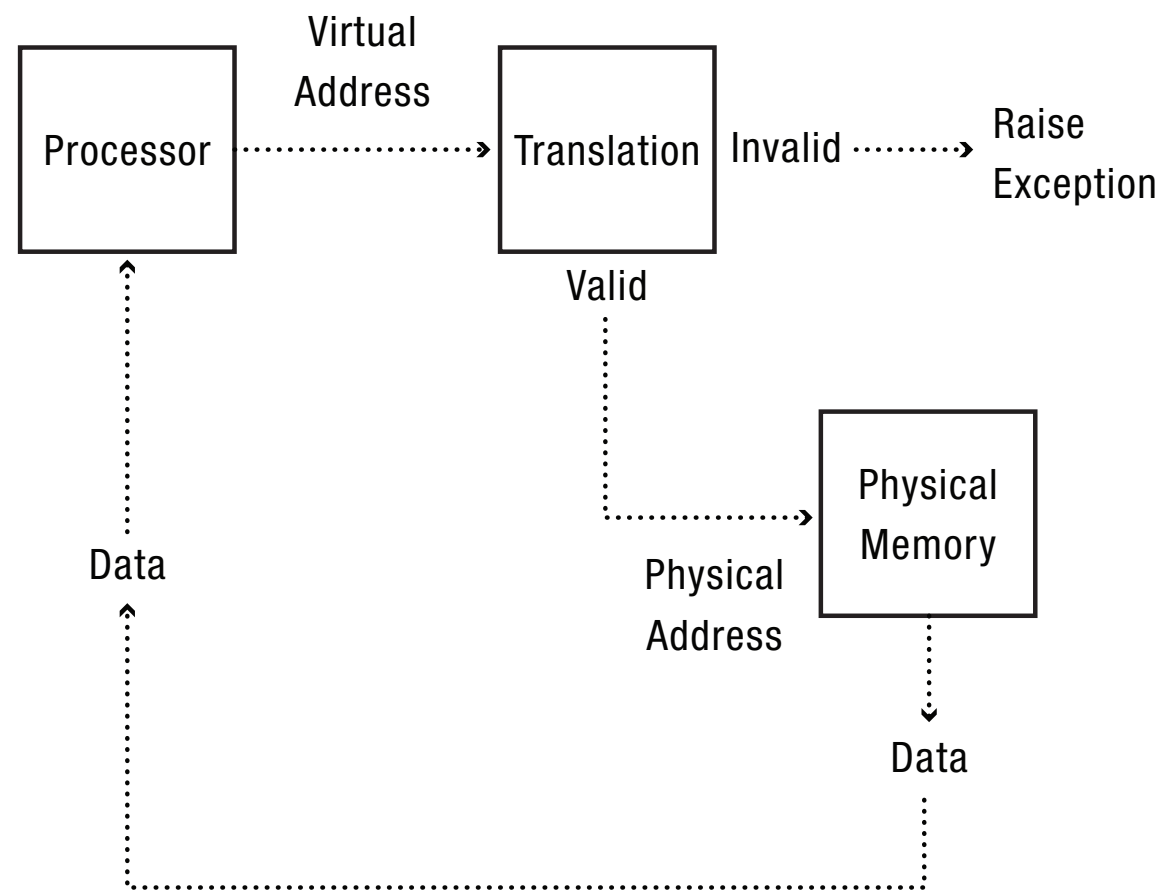 Virtual
Address
Processor
Translation
Invalid
Raise
Exception
Valid
Physical
Memory
Physical
Address
Data
Data